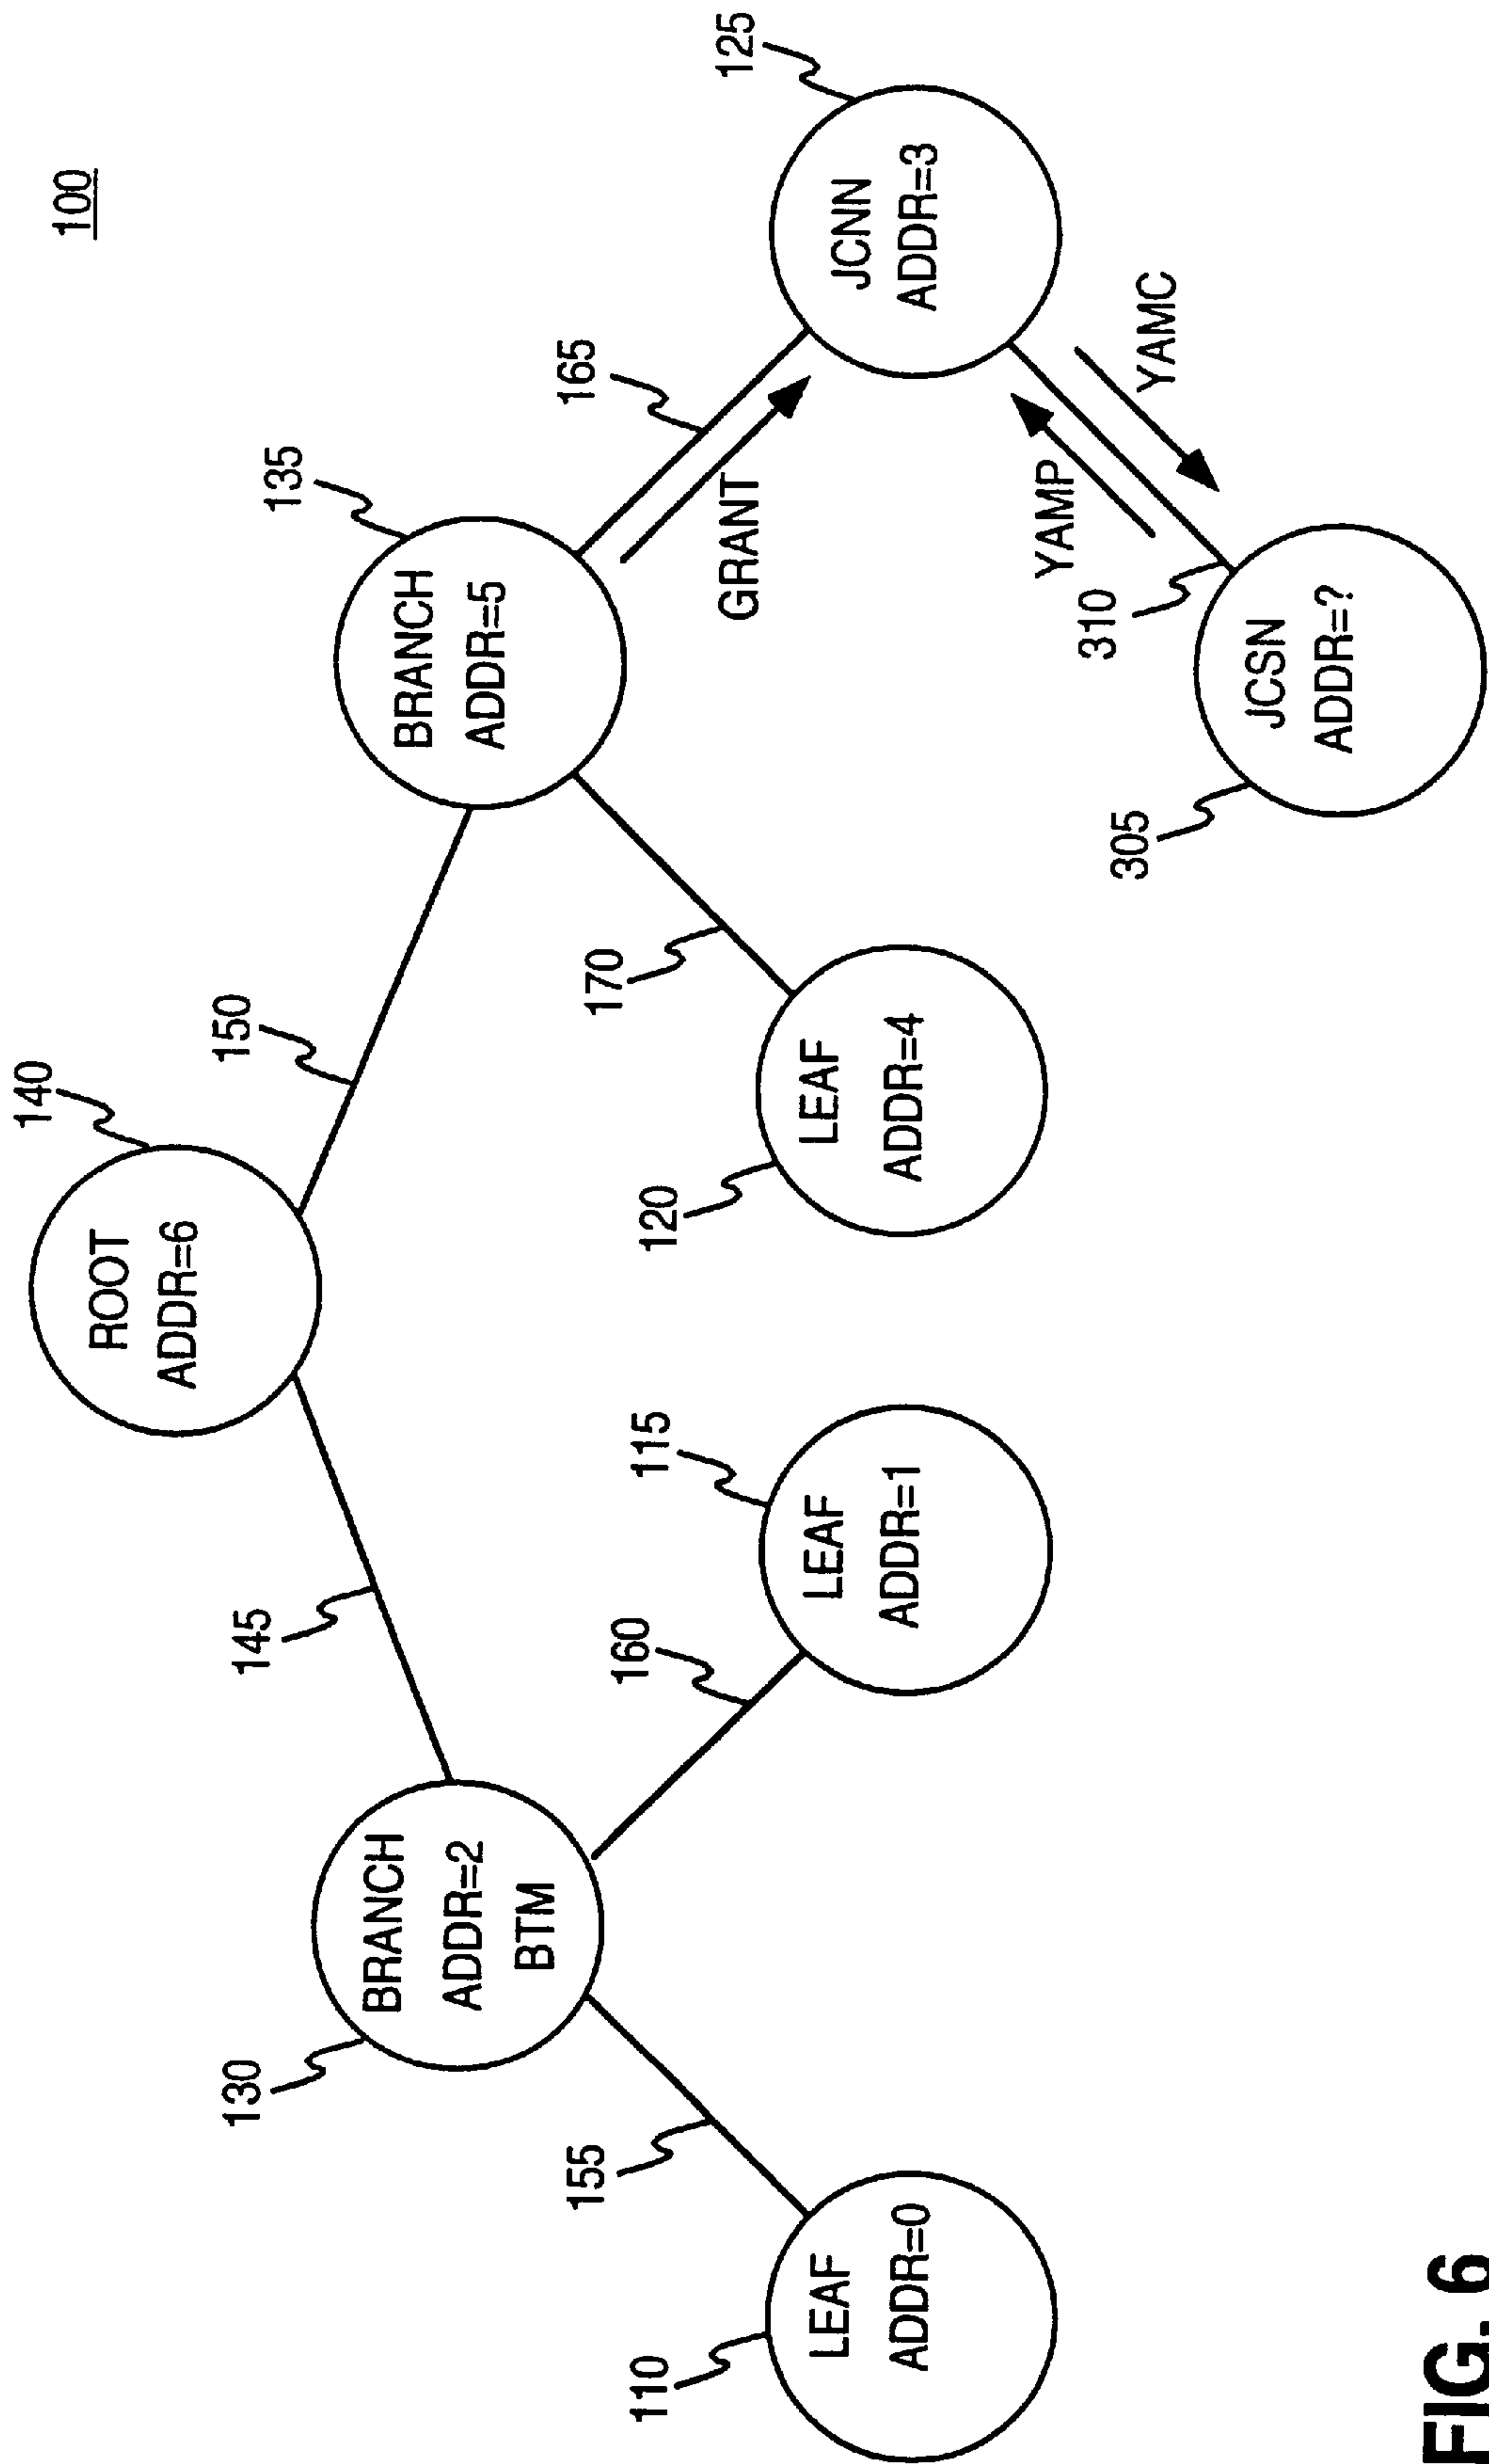 100
140
ROOT
ADDR=6
145
150
130
BRANCH
ADDR=2
BTM
135
BRANCH
ADDR=5
155
160
170
165
GRANT
110
LEAF
ADDR=0
115
LEAF
ADDR=1
120
LEAF
ADDR=4
125
JCNN
ADDR=3
YAMP
YAMC
310
305
JCSN
ADDR=?
FIG. 6